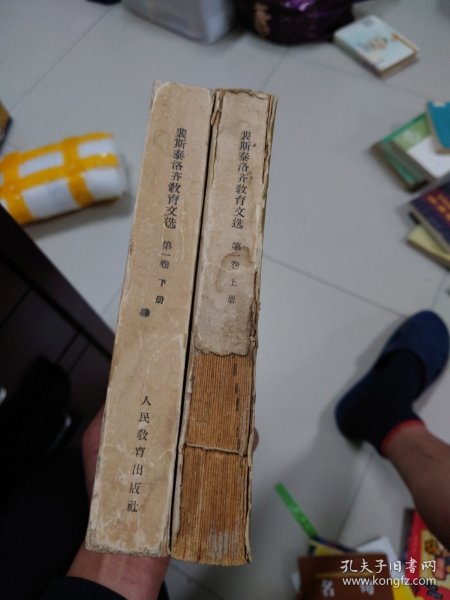 裴斯泰洛齐教育文选 第一卷 下册
人民教育出版社
裴斯泰洛齐教育文选 第一卷 上册
孔夫子旧书网
www.kongfz.com